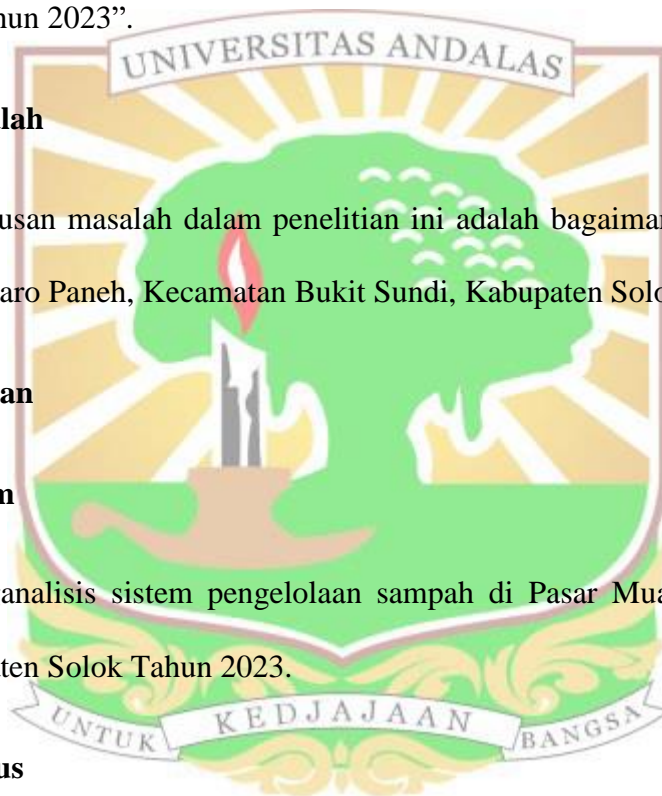 hun 2023”.
UNIVERSITAS ANDALAS
lah
usan masalah dalam penelitian ini adalah bagaimar
aro Paneh, Kecamatan Bukit Sundi, Kabupaten Solo
an
m
analisis sistem pengelolaan sampah di Pasar Mua
ten Solok Tahun 2023.
UNTUK KEDJAJAAN BANGSA
us